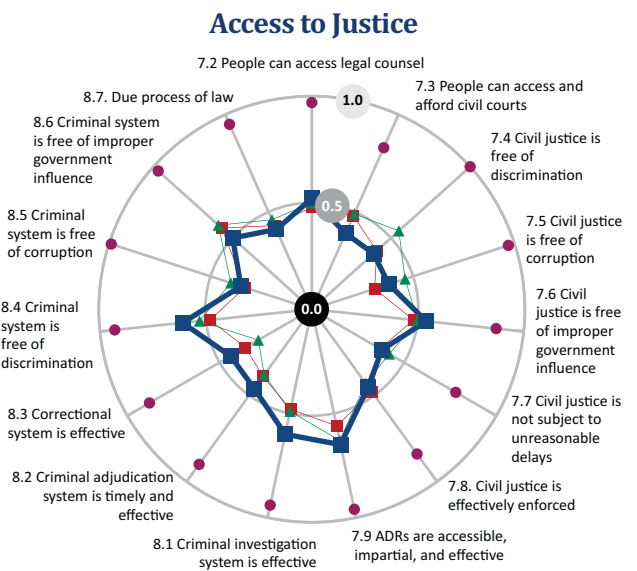 Access to Justice
7.2 People can access legal counsel
7.3 People can access and
afford civil courts
7.4 Civil justice is
free of
discrimination
7.5 Civil justice
is free of
corruption
7.6 Civil
justice is free
of improper
government
influence
7.7 Civil justice is
not subject to
unreasonable
delays
7.8. Civil justice is
effectively enforced
7.9 ADRs are accessible,
impartial, and effective
8.1 Criminal investigation
system is effective
8.2 Criminal adjudication
system is timely and
effective
8.3 Correctional
system is effective
8.4 Criminal
system is
free of
discrimination
8.5 Criminal
system is free
of corruption
8.6 Criminal system
is free of improper
government
influence
8.7. Due process of law
1.0
0.5
0.0